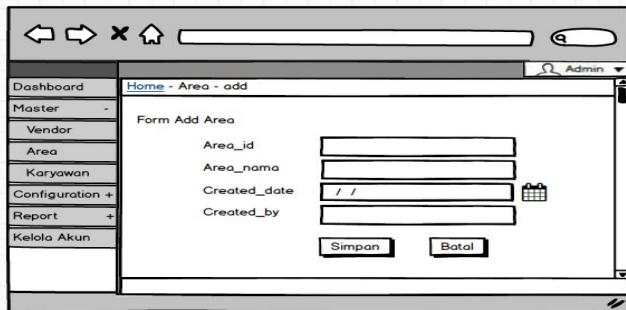 Admin
Dashboard
Master -
Vendor
Area
Karyawan
Configuration +
Report +
Kelola Akun
Home - Area - add
Form Add Area
Area_id
Area_nama
Created_date / /
Created_by
Simpan Batal